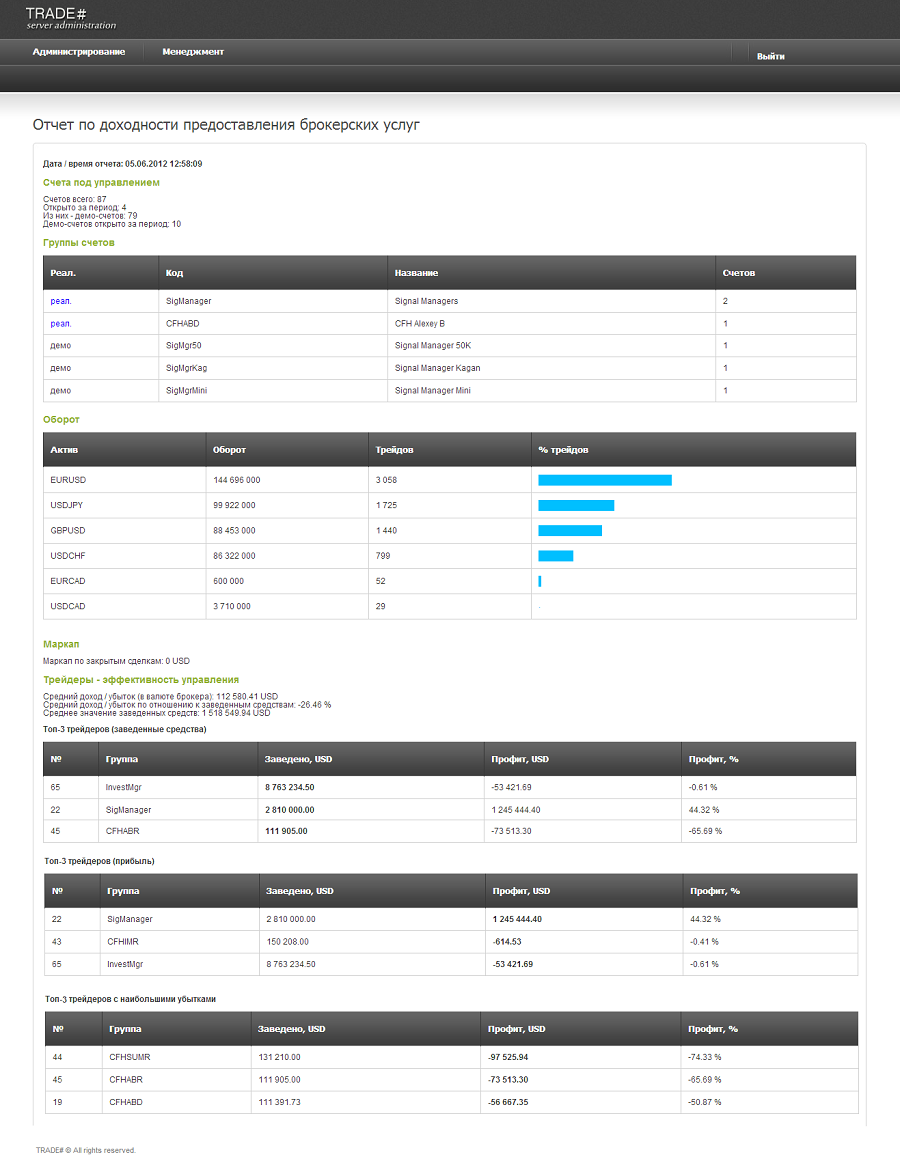 TRADE#
server administration
Администрирование Менеджмент Выйти
Отчет по доходности предоставления брокерских услуг
Дата / время отчета: 05.06.2012 12:58:09
Счета под управлением
Счетов всего: 87
Открыто за период: 4
Из них - демо-счетов: 79
Демо-счетов открыто за период: 10
Группы счетов
Реал. Код Название Счетов
реал. SigManager Signal Managers 2
реал. CFHABD CFH Alexey B 1
демо SigMgr50 Signal Manager 50K 1
демо SigMgrKag Signal Manager Kagan 1
демо SigMgrMini Signal Manager Mini 1
Оборот
Актив Оборот Трейдов % трейдов
EURUSD 144 696 000 3 058
USDJPY 99 922 000 1 725
GBPUSD 88 453 000 1 440
USDCHF 86 322 000 799
EURCAD 600 000 52
USDCAD 3 710 000 29
Маркап
Маркап по закрытым сделкам: 0 USD
Трейдеры - эффективность управления
Средний доход / убыток (в валюте брокера): 112 580.41 USD
Средний доход / убыток по отношению к заведенным средствам: -26.46 %
Среднее значение заведенных средств: 1 518 549.94 USD
Топ-3 трейдеров (заведенные средства)
№ Группа Заведено, USD Профит, USD Профит, %
65 InvestMgr 8 763 234.50 -53 421.69 -0.61 %
22 SigManager 2 810 000.00 1 245 444.40 44.32 %
45 CFHABR 111 905.00 -73 513.30 -65.69 %
Топ-3 трейдеров (прибыль)
№ Группа Заведено, USD Профит, USD Профит, %
22 SigManager 2 810 000.00 1 245 444.40 44.32 %
43 CFHIMR 150 208.00 -614.53 -0.41 %
65 InvestMgr 8 763 234.50 -53 421.69 -0.61 %
Топ-3 трейдеров с наибольшими убытками
№ Группа Заведено, USD Профит, USD Профит, %
44 CFHSUMR 131 210.00 -97 525.94 -74.33 %
45 CFHABR 111 905.00 -73 513.30 -65.69 %
19 CFHABD 111 391.73 -56 667.35 -50.87 %
TRADE# © All rights reserved.